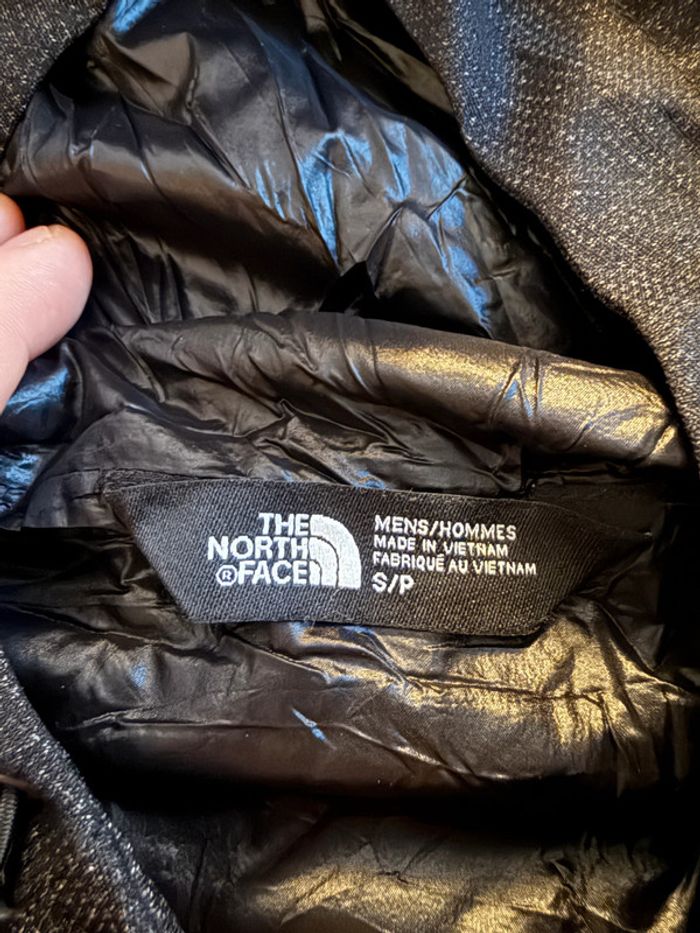 THE
NORTH
®FACE
MENS/HOMMES
MADE IN VIETNAM
FABRIQUÉ AU VIETNAM
S/P